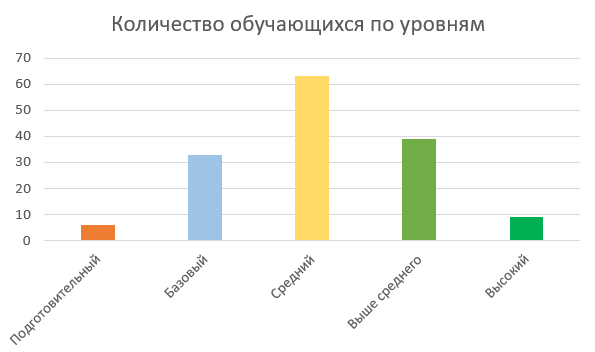 Количество обучающихся по уровням
70
60
50
40
30
20
10
0
Подготовительный
Базовый
Средний
Выше среднего
Высокий